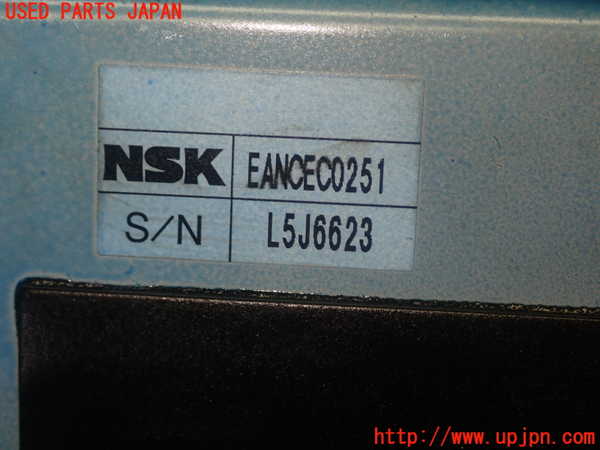 USED PARTS JAPAN
NSK EANCEC0251
S/N L5J6623
http://www.upjpn.com/